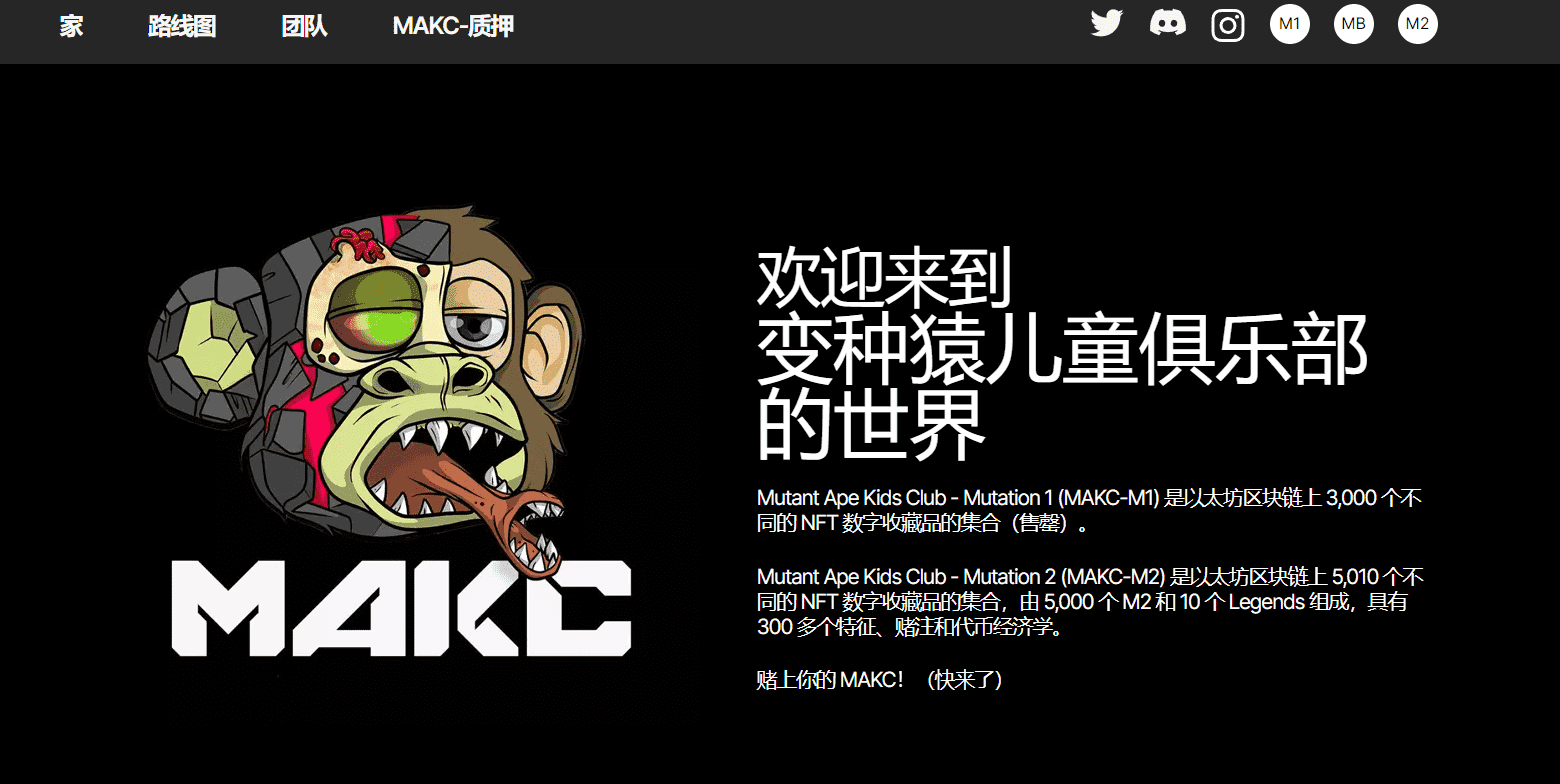 家
路线图
团队
MAKC-质押
M1
MB
M2
欢迎来到
变种猿儿童俱乐部
的世界
Mutant Ape Kids Club - Mutation 1 (MAKC-M1) 是以太坊区块链上 3,000 个不
同的 NFT 数字收藏品的集合（售罄）。
Mutant Ape Kids Club - Mutation 2 (MAKC-M2) 是以太坊区块链上 5,010 个不
同的 NFT 数字收藏品的集合，由 5,000 个 M2 和 10 个 Legends 组成，具有
300 多个特征、赌注和代币经济学。
赌上你的 MAKC！（快来了）
MAKC